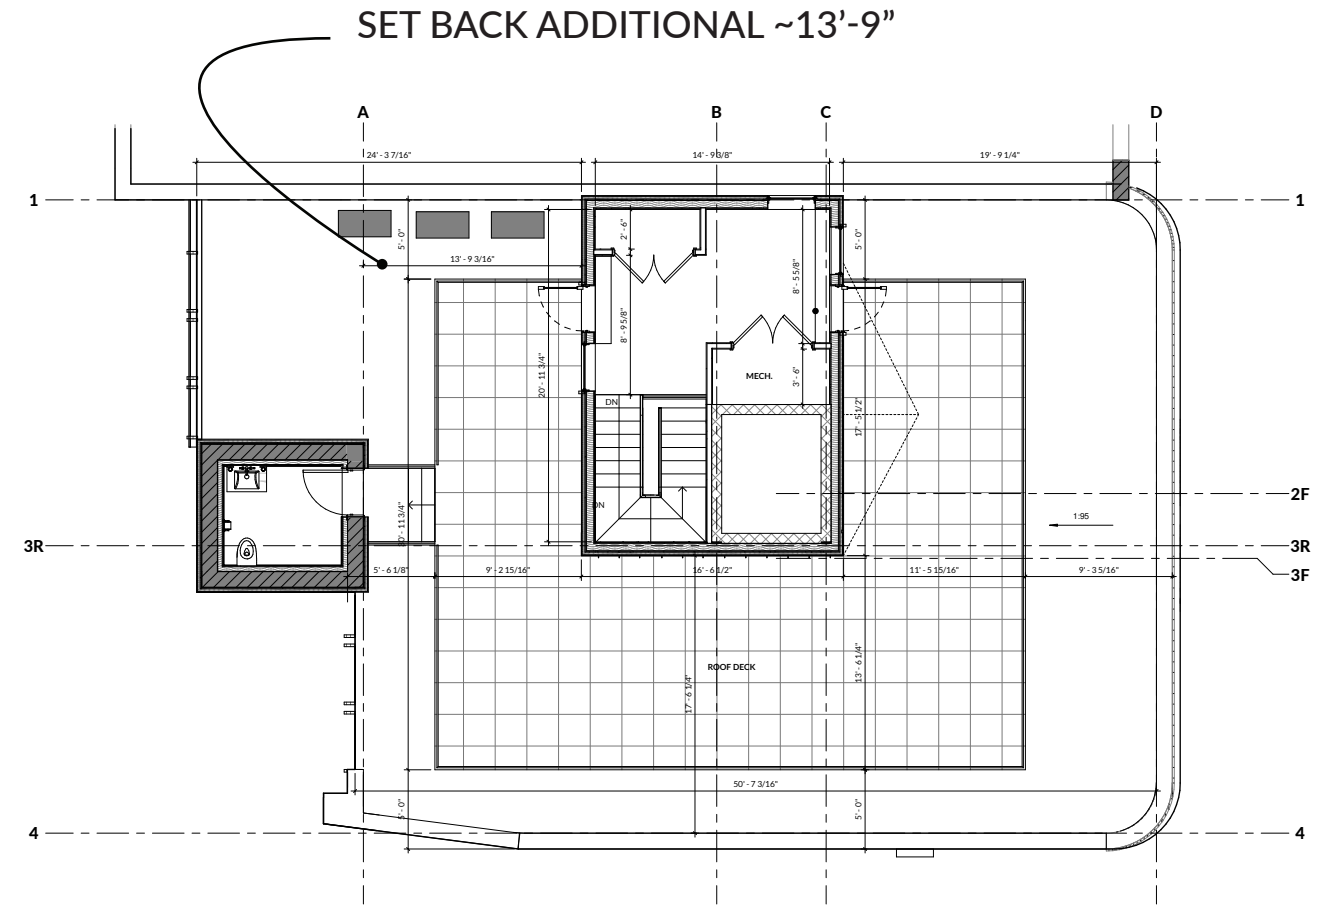 SET BACK ADDITIONAL ~13’-9”
A
B
C
D
24' - 3 7/16"
14' - 9 3/8"
19' - 9 1/4"
1
1
5' - 0"
2' - 6"
5' - 0"
13' - 9 3/16"
8' - 5 5/8"
8' - 9 5/8"
20' - 11 3/4"
MECH.
3' - 6"
DN
17' - 5 1/2"
2F
DN
1:95
3R
3R
3F
5' - 6 1/8"
9' - 2 15/16"
16' - 6 1/2"
11' - 5 15/16"
9' - 3 5/16"
ROOF DECK
13' - 6 1/4"
17' - 6 1/4"
50' - 7 3/16"
5' - 0"
5' - 0"
4
4